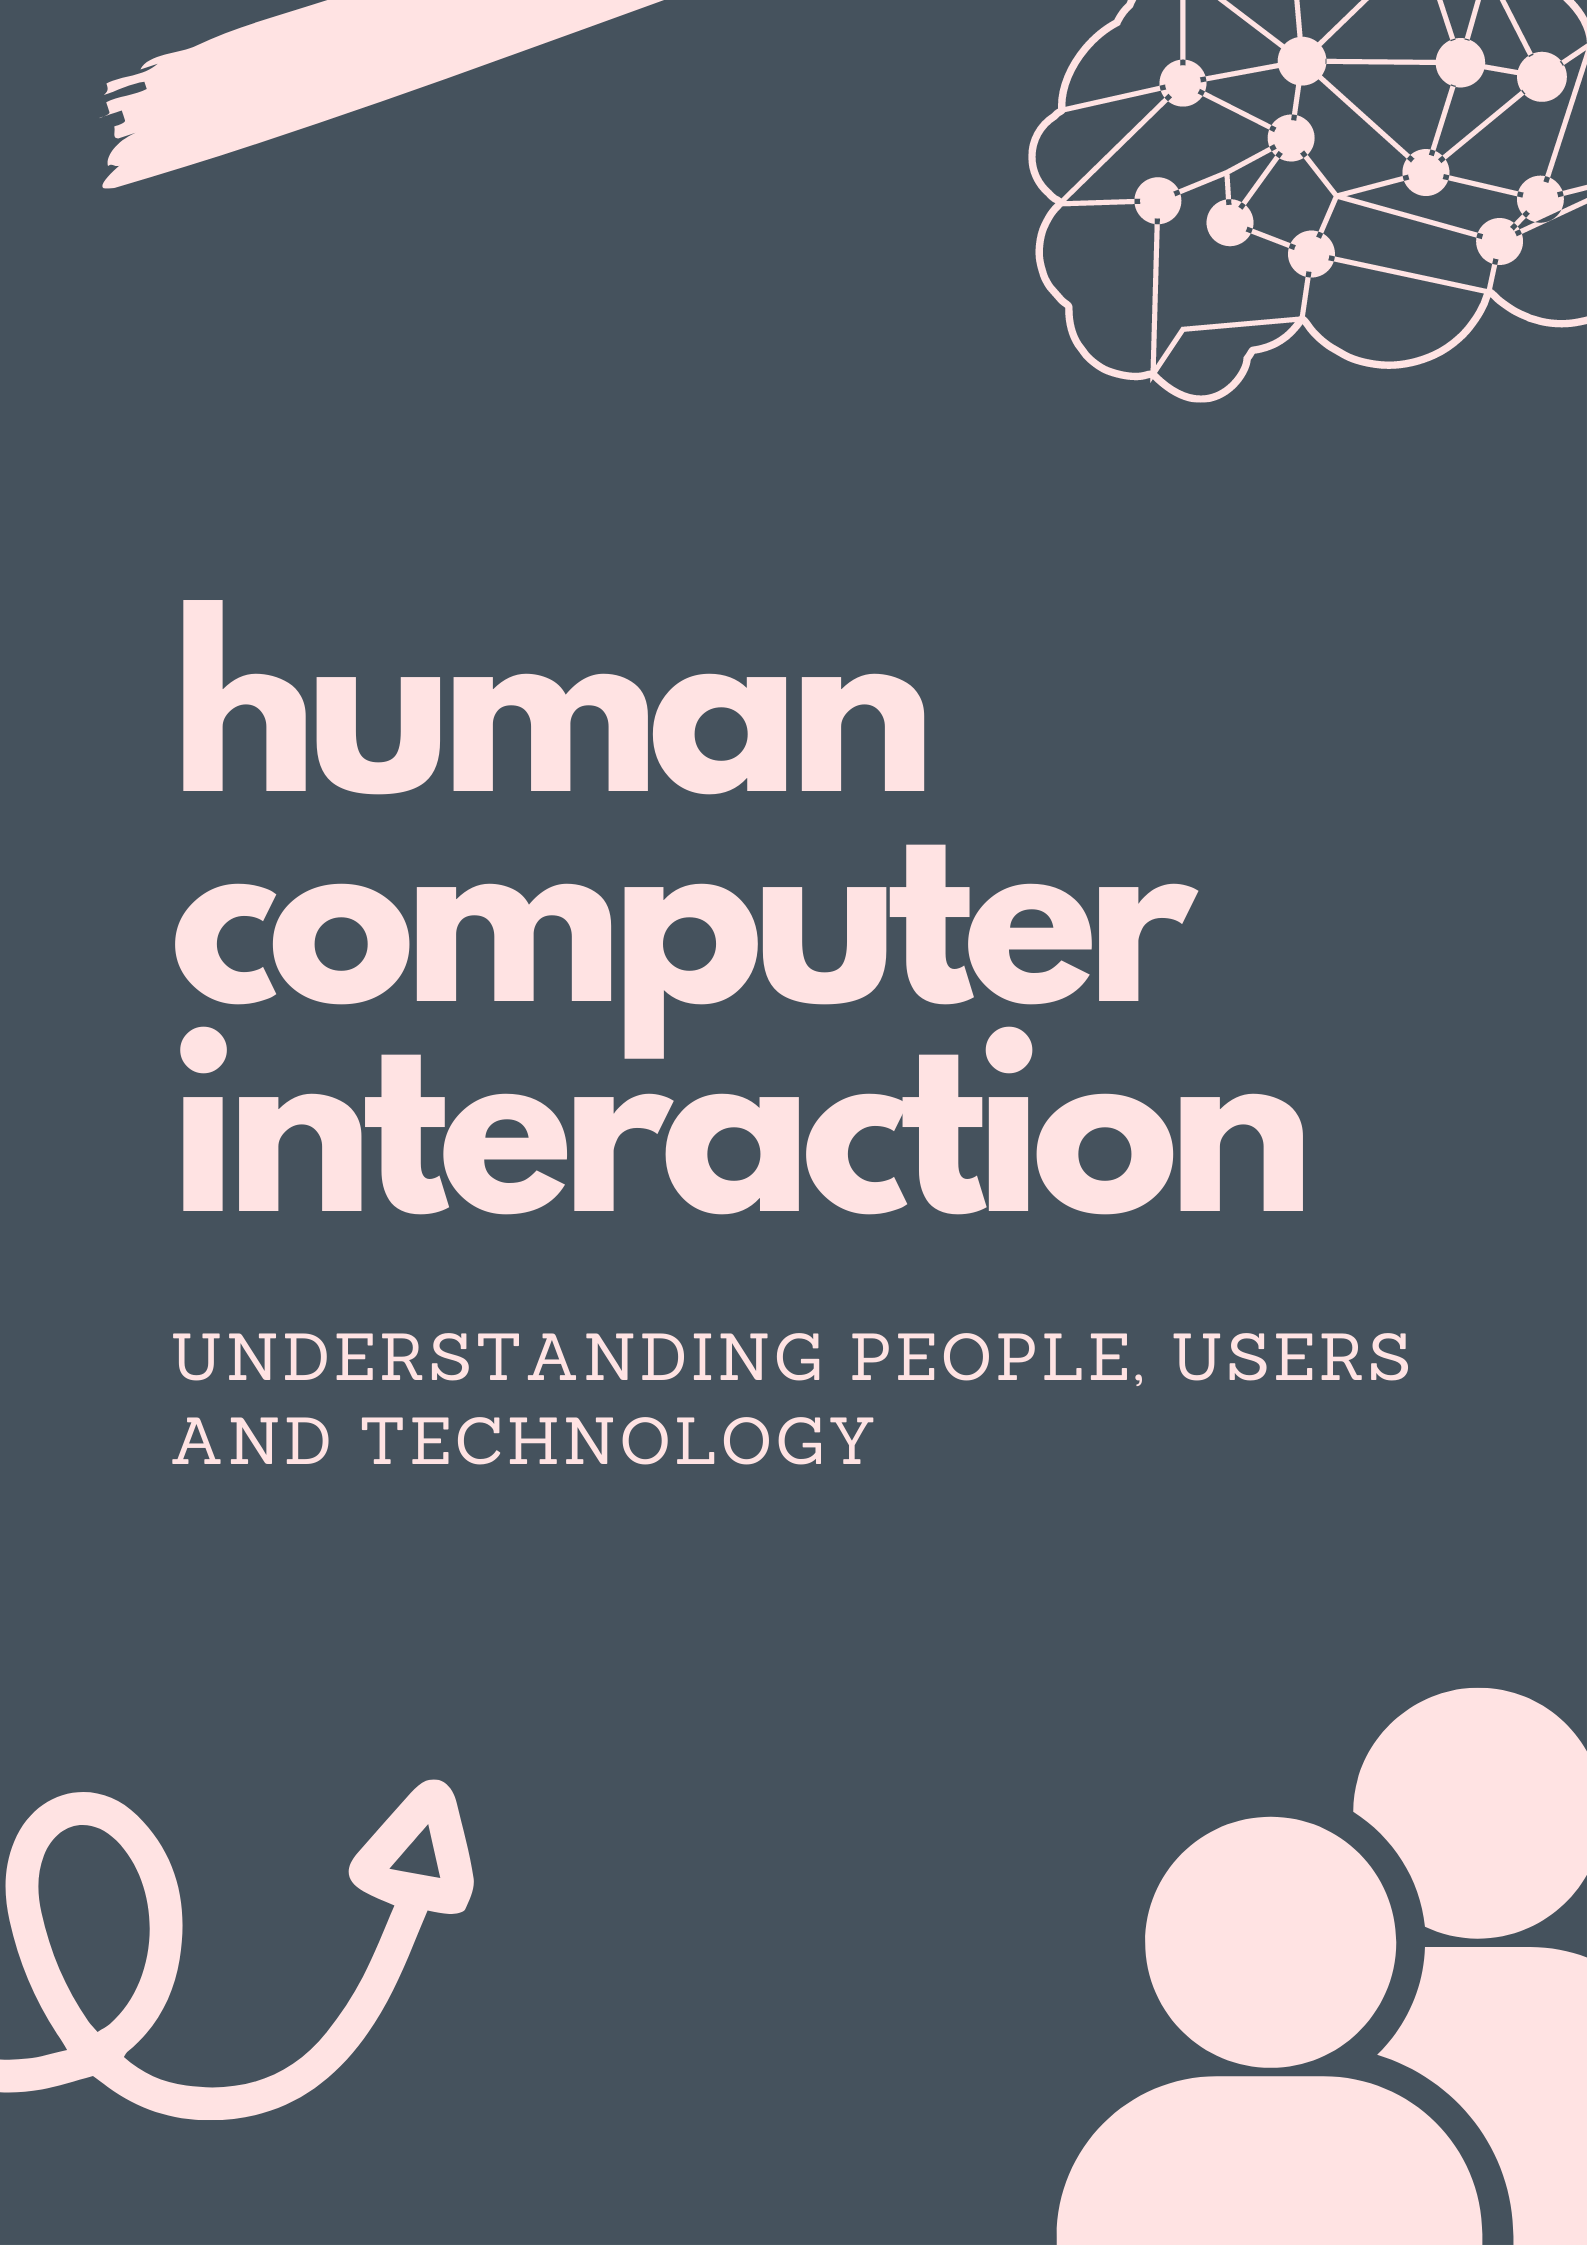 human
computer
interaction
UNDERSTANDING PEOPLE, USERS
AND TECHNOLOGY